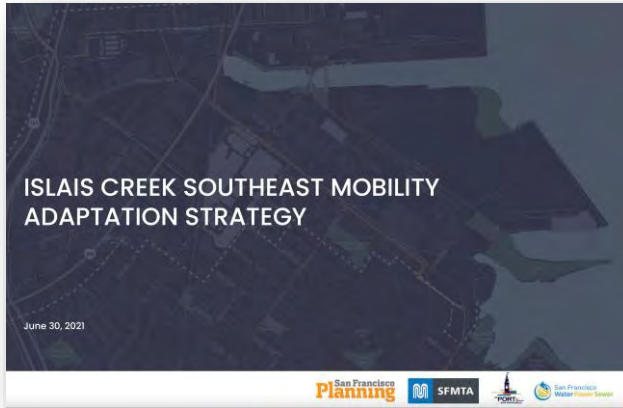 ISLAIS CREEK SOUTHEAST MOBILITY
ADAPTATION STRATEGY
June 30, 2021
San Francisco
Planning
SFMTA
PORT
San Francisco
Water Power Sewer